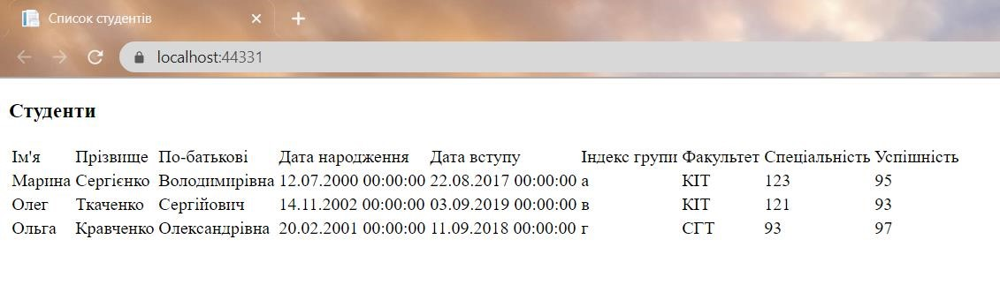 Список студентів
localhost:44331
Студенти
Ім'я Прізвище По-батькові Дата народження Дата вступу Індекс групи Факультет Спеціальність Успішність
Марина Сергієнко Володимирівна 12.07.2000 00:00:00 22.08.2017 00:00:00 а КІТ 123 95
Олег Ткаченко Сергійович 14.11.2002 00:00:00 03.09.2019 00:00:00 в КІТ 121 93
Ольга Кравченко Олександрівна 20.02.2001 00:00:00 11.09.2018 00:00:00 г СГТ 93 97